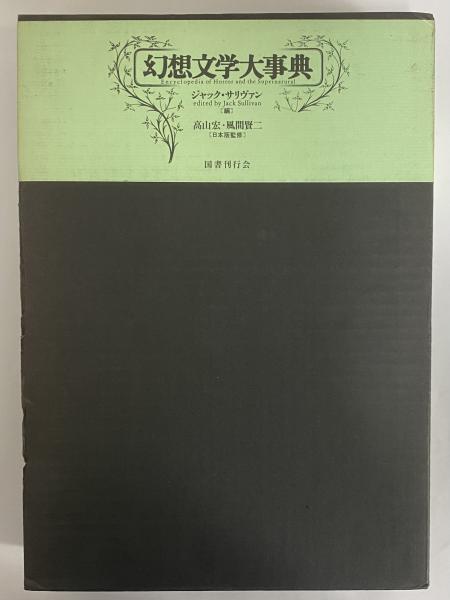 幻想文学大事典
Encyclopedia of Horror and the Supernatural
ジャック・サリヴァン
edited by Jack Sullivan
［編］
高山宏・風間賢二
［日本版監修］
国書刊行会